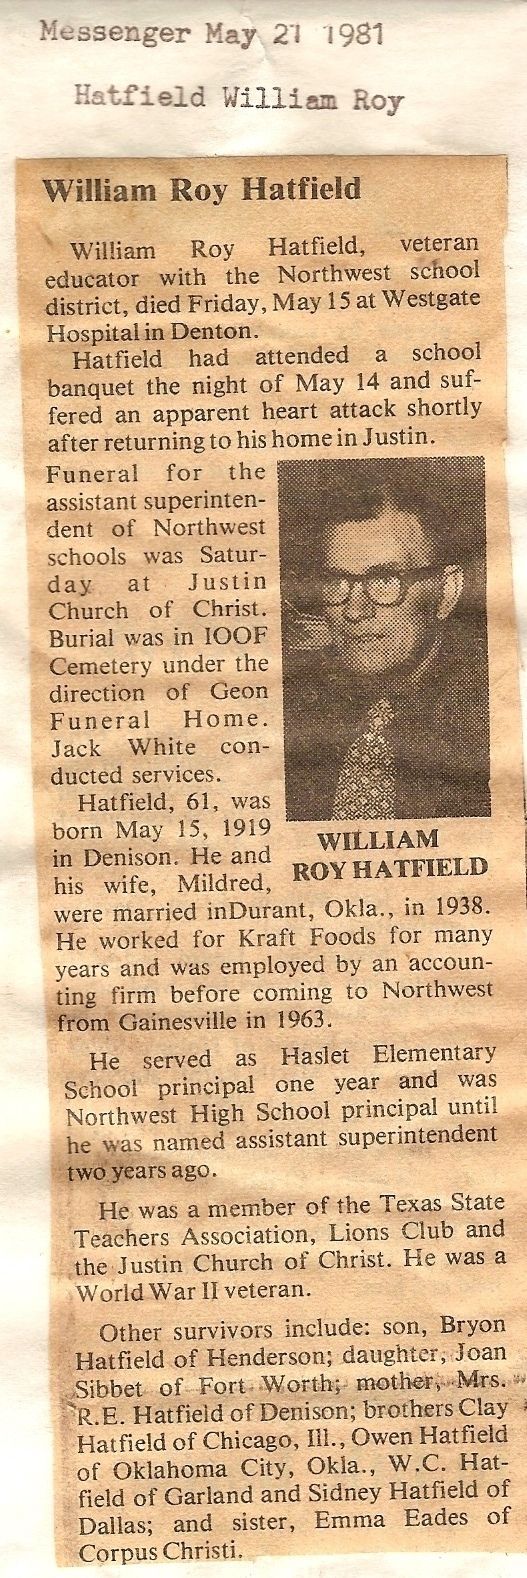 Messenger May 21 1981
Hatfield William Roy
William Roy Hatfield
William Roy Hatfield, veteran
educator with the Northwest school
district, died Friday, May 15 at Westgate
Hospital in Denton.
Hatfield had attended a school
banquet the night of May 14 and suf-
fered an apparent heart attack shortly
after returning to his home in Justin.
Funeral for the
assistant superinten-
dent of Northwest
schools was Satur-
day at Justin
Church of Christ.
Burial was in IOOF
Cemetery under the
direction of Geon
Funeral Home.
Jack White con-
ducted services.
Hatfield, 61, was
born May 15, 1919
in Denison. He and
his wife, Mildred,
WILLIAM
ROY HATFIELD
were married inDurant, Okla., in 1938.
He worked for Kraft Foods for many
years and was employed by an accoun-
ting firm before coming to Northwest
from Gainesville in 1963.
He served as Haslet Elementary
School principal one year and was
Northwest High School principal until
he was named assistant superintendent
two years ago.
He was a member of the Texas State
Teachers Association, Lions Club and
the Justin Church of Christ. He was a
World War II veteran.
Other survivors include: son, Bryon
Hatfield of Henderson; daughter, Joan
Sibbet of Fort Worth; mother, Mrs.
R.E. Hatfield of Denison; brothers Clay
Hatfield of Chicago, Ill., Owen Hatfield
of Oklahoma City, Okla., W.C. Hat-
field of Garland and Sidney Hatfield of
Dallas; and sister, Emma Eades of
Corpus Christi.